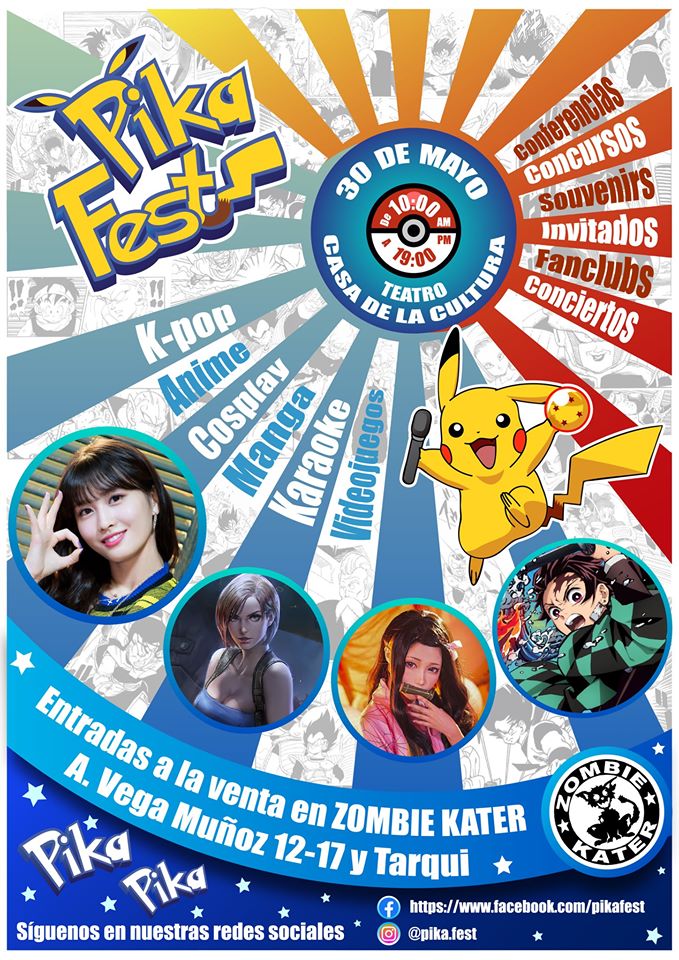 Pika
Fest
30 DE MAYO
De 10:00 AM
A 19:00 PM
TEATRO
CASA DE LA CULTURA
Conferencias
Concursos
Souvenirs
Invitados
Fanclubs
Conciertos
K-pop
Anime
Cosplay
Manga
Karaoke
Videojuegos
Entradas a la venta en ZOMBIE KATER
A. Vega Muñoz 12-17 y Tarqui
ZOMBIE
KATER
Pika
Pika
Síguenos en nuestras redes sociales
https://www.facebook.com/pikafest
@pika.fest